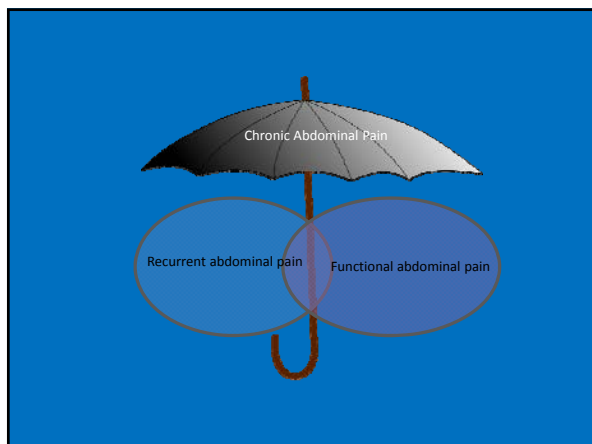 Chronic Abdominal Pain
Recurrent abdominal pain
Functional abdominal pain